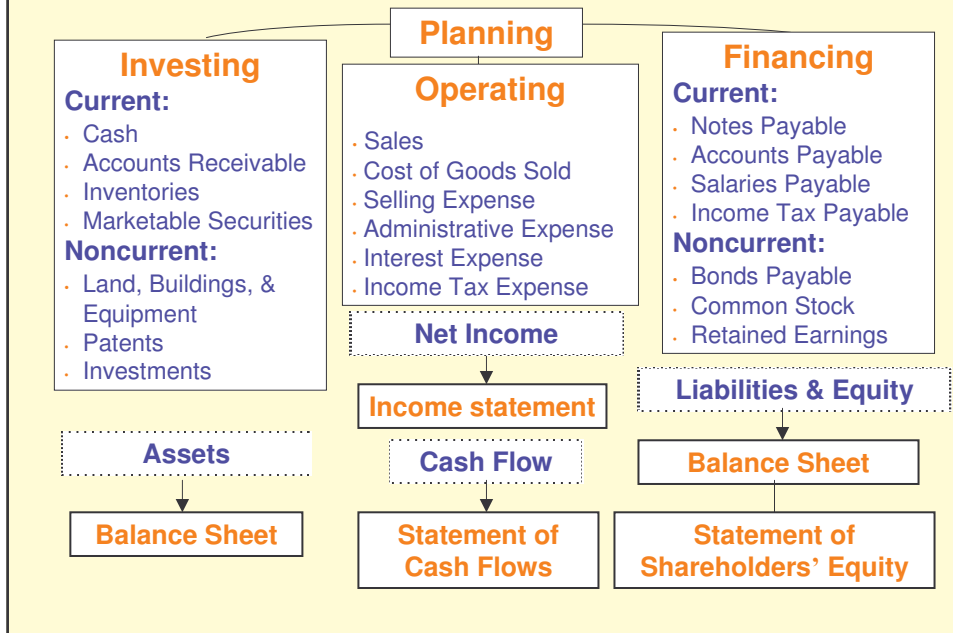 Planning
Investing
Current:
· Cash
· Accounts Receivable
· Inventories
· Marketable Securities
Noncurrent:
· Land, Buildings, &
Equipment
· Patents
· Investments
Assets
Balance Sheet
Operating
· Sales
· Cost of Goods Sold
· Selling Expense
· Administrative Expense
· Interest Expense
· Income Tax Expense
Net Income
Income statement
Cash Flow
Statement of
Cash Flows
Financing
Current:
· Notes Payable
· Accounts Payable
· Salaries Payable
· Income Tax Payable
Noncurrent:
· Bonds Payable
· Common Stock
· Retained Earnings
Liabilities & Equity
Balance Sheet
Statement of
Shareholders’ Equity